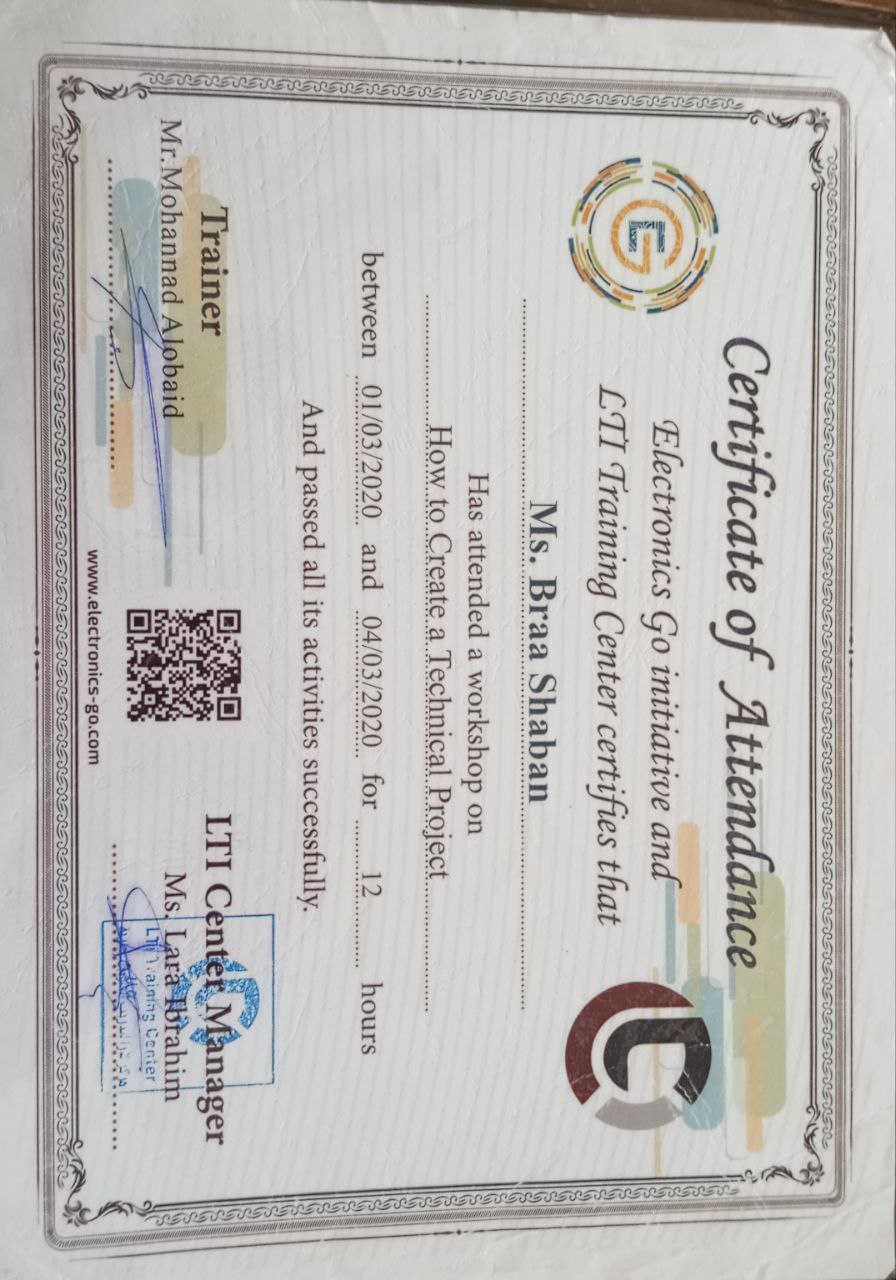 Certificate of Attendance
Electronics Go initiative and
LTI Training Center certifies that
Ms. Braa Shaban
Has attended a workshop on
How to Create a Technical Project
between 01/03/2020 and 04/03/2020 for 12 hours
And passed all its activities successfully.
Trainer
Mr.Mohannad Alobaid
LTI Center Manager
Ms. Lara Ibrahim
LTI Training Center
www.electronics-go.com